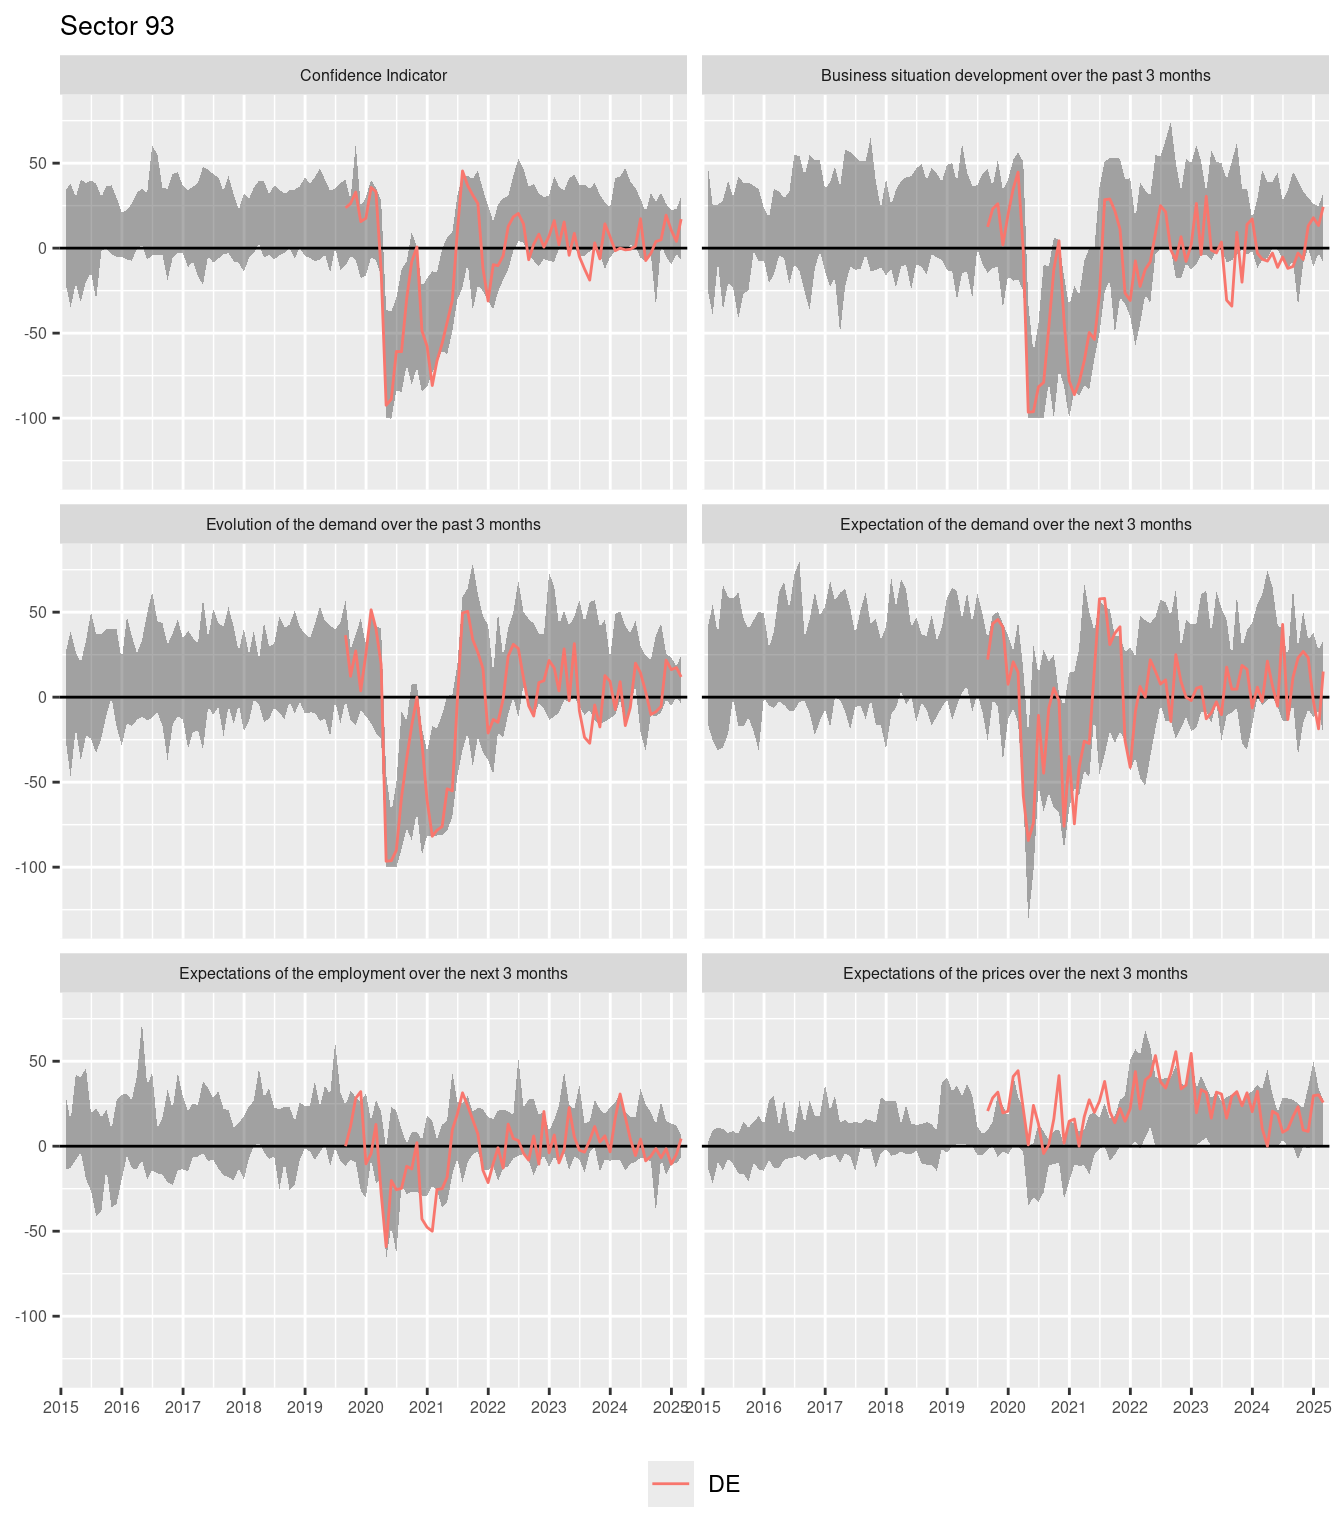 Sector 93
Confidence Indicator
Business situation development over the past 3 months
50
0
-50
-100
Evolution of the demand over the past 3 months
Expectation of the demand over the next 3 months
50
0
-50
-100
Expectations of the employment over the next 3 months
Expectations of the prices over the next 3 months
50
0
-50
-100
2015 2016 2017 2018 2019 2020 2021 2022 2023 2024 2025
2015 2016 2017 2018 2019 2020 2021 2022 2023 2024 2025
DE